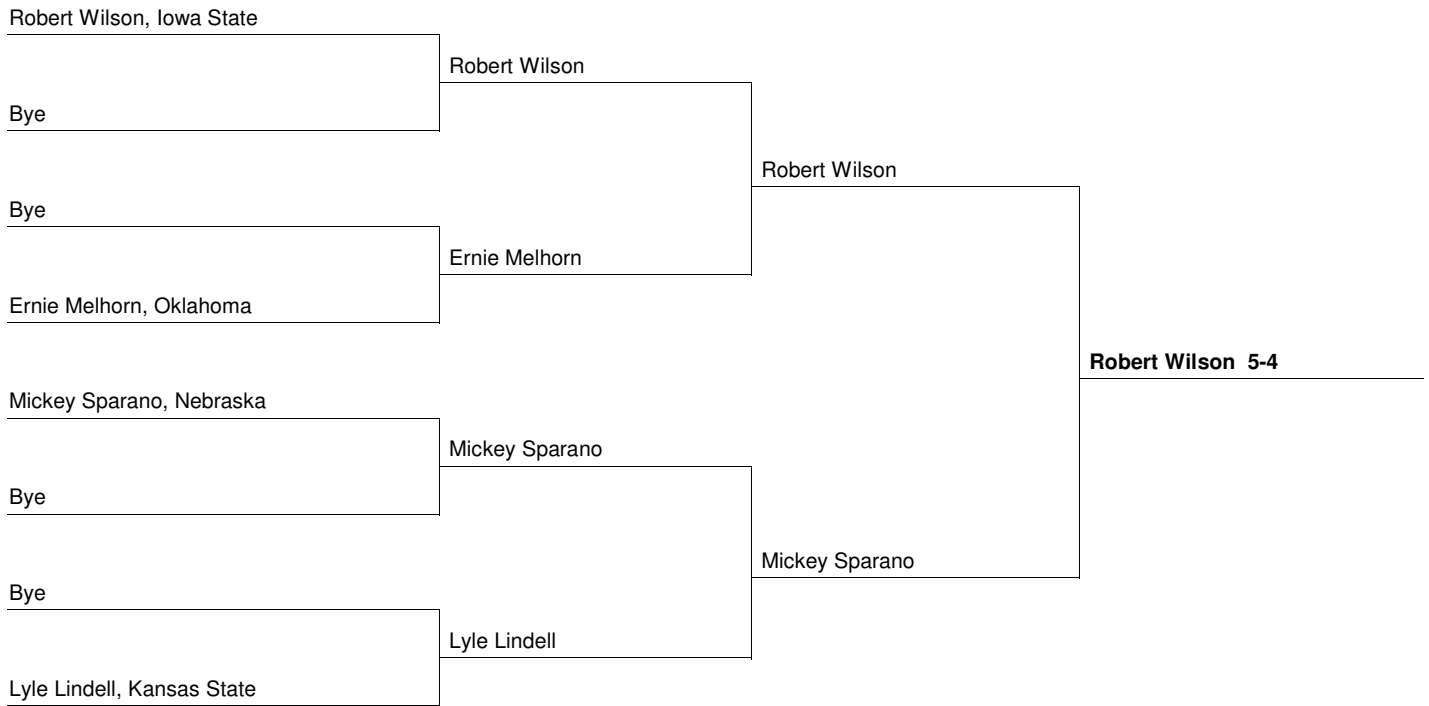 Robert Wilson, Iowa State
Robert Wilson
Bye
Robert Wilson
Bye
Ernie Melhorn
Ernie Melhorn, Oklahoma
Robert Wilson  5-4
Mickey Sparano, Nebraska
Mickey Sparano
Bye
Mickey Sparano
Bye
Lyle Lindell
Lyle Lindell, Kansas State